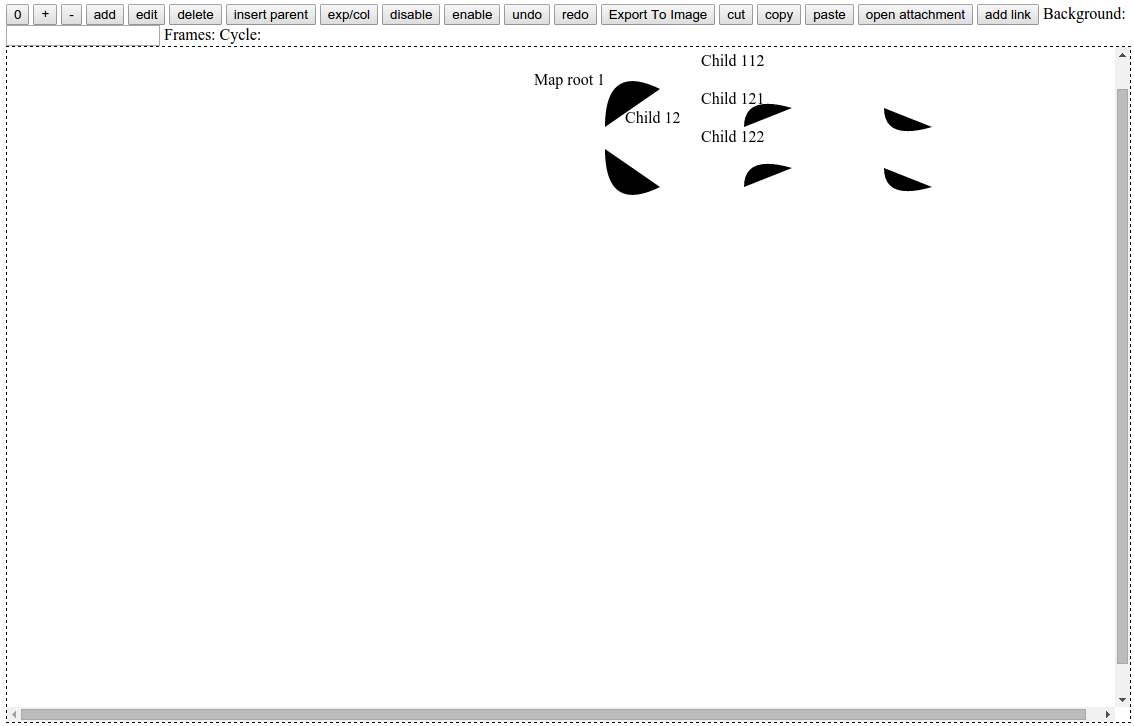 0 + - add edit delete insert parent exp/col disable enable undo redo Export To Image cut copy paste open attachment add link Background:
Frames: Cycle:
Child 112
Map root 1
Child 121
Child 12
Child 122